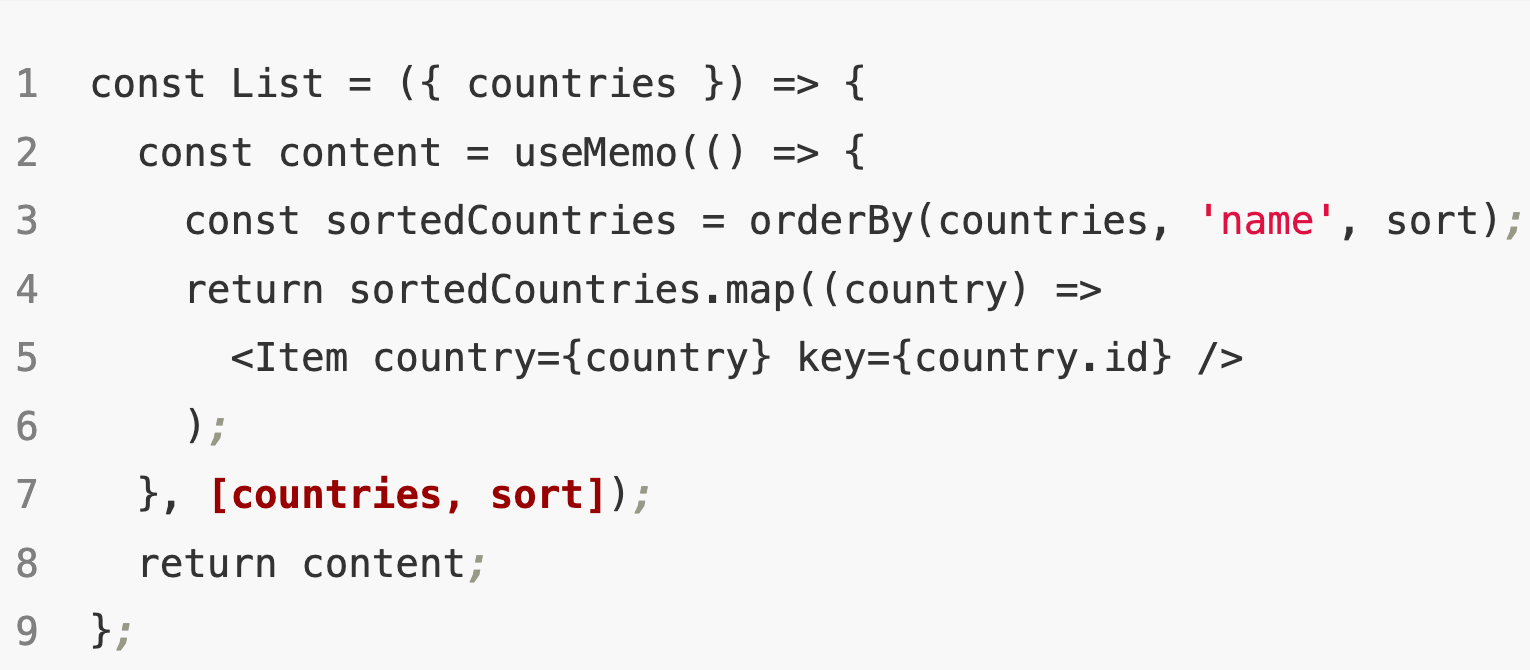 1 const List = ({ countries }) => {
2   const content = useMemo(() => {
3     const sortedCountries = orderBy(countries, 'name', sort);
4     return sortedCountries.map((country) =>
5       <Item country={country} key={country.id} />
6     );
7   }, [countries, sort]);
8   return content;
9 };